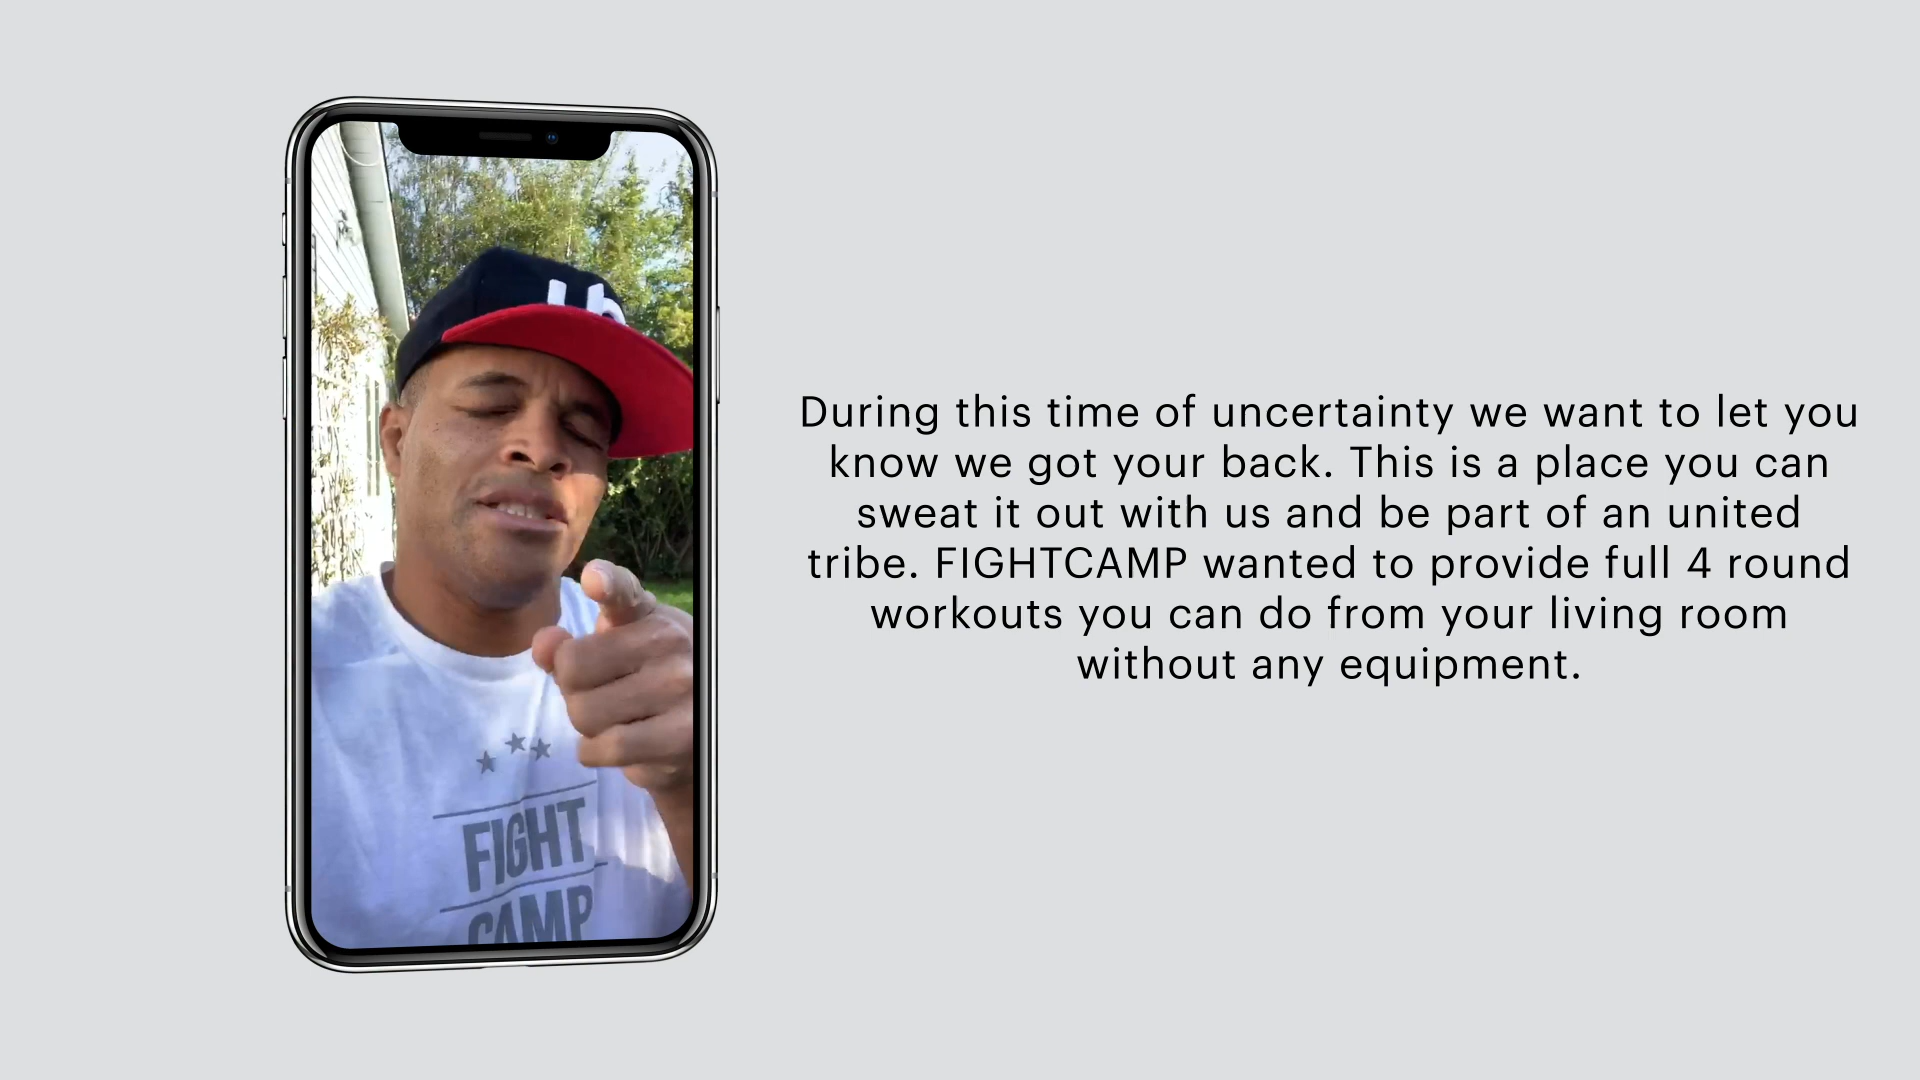 During this time of uncertainty we want to let you
know we got your back. This is a place you can
sweat it out with us and be part of an united
tribe. FIGHTCAMP wanted to provide full 4 round
workouts you can do from your living room
without any equipment.
FIGHT
CAMP